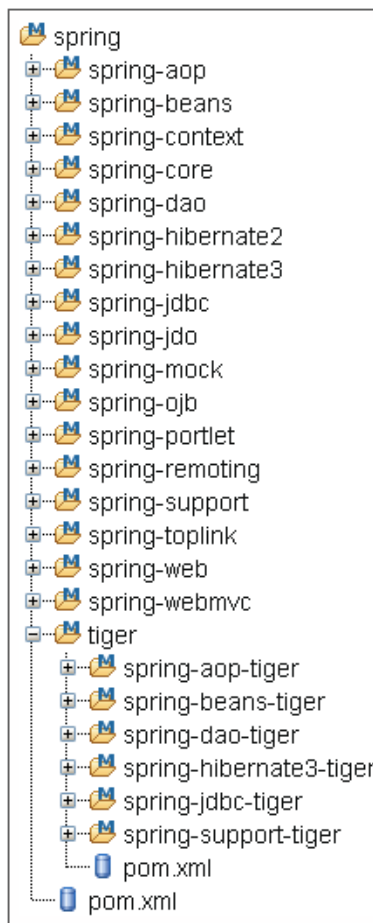 spring
spring-aop
spring-beans
spring-context
spring-core
spring-dao
spring-hibernate2
spring-hibernate3
spring-jdbc
spring-jdo
spring-mock
spring-ojb
spring-portlet
spring-remoting
spring-support
spring-toplink
spring-web
spring-webmvc
tiger
spring-aop-tiger
spring-beans-tiger
spring-dao-tiger
spring-hibernate3-tiger
spring-jdbc-tiger
spring-support-tiger
pom.xml
pom.xml